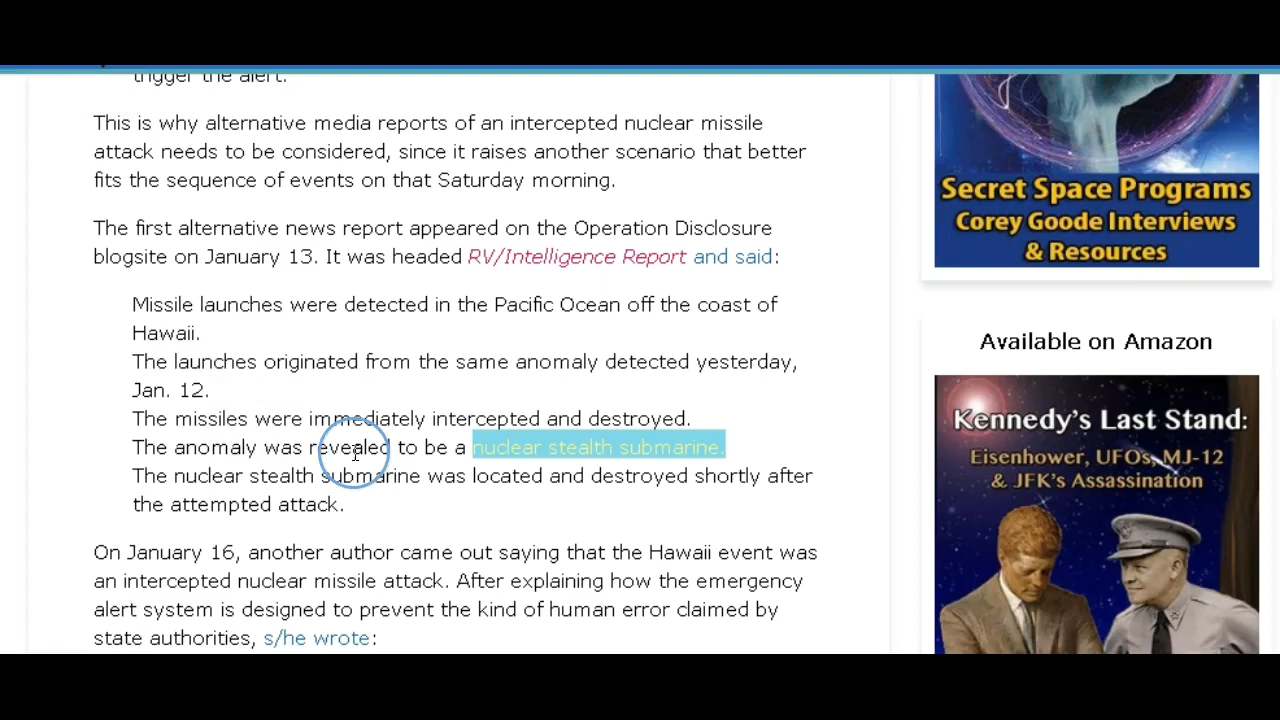 trigger the alert.
This is why alternative media reports of an intercepted nuclear missile
attack needs to be considered, since it raises another scenario that better
fits the sequence of events on that Saturday morning.
The first alternative news report appeared on the Operation Disclosure
blogsite on January 13. It was headed RV/Intelligence Report and said:
Missile launches were detected in the Pacific Ocean off the coast of
Hawaii.
The launches originated from the same anomaly detected yesterday,
Jan. 12.
The missiles were immediately intercepted and destroyed.
The anomaly was revealed to be a nuclear stealth submarine.
The nuclear stealth submarine was located and destroyed shortly after
the attempted attack.
On January 16, another author came out saying that the Hawaii event was
an intercepted nuclear missile attack. After explaining how the emergency
alert system is designed to prevent the kind of human error claimed by
state authorities, s/he wrote:
Secret Space Programs
Corey Goode Interviews
& Resources
Available on Amazon
Kennedy's Last Stand:
Eisenhower, UFOs, MJ-12
& JFK's Assassination